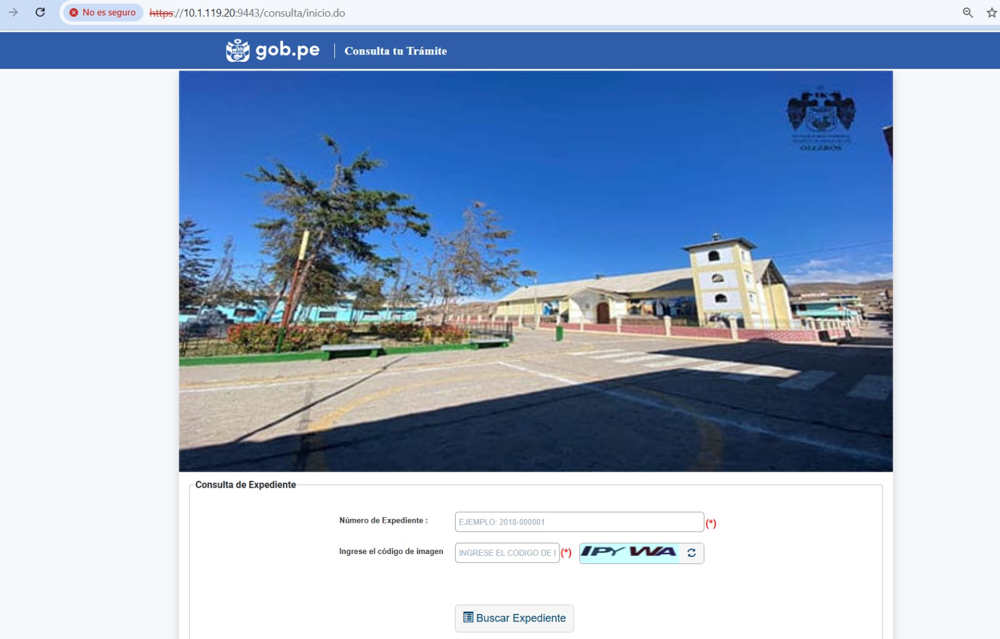 No es seguro
https://10.1.119.20:9443/consulta/inicio.do
gob.pe
Consulta tu Trámite
OLLEROS
Consulta de Expediente
Número de Expediente :
EJEMPLO: 2018-000001
(*)
Ingrese el código de imagen
INGRESE EL CÓDIGO DE I
(*)
IPYWA
Buscar Expediente